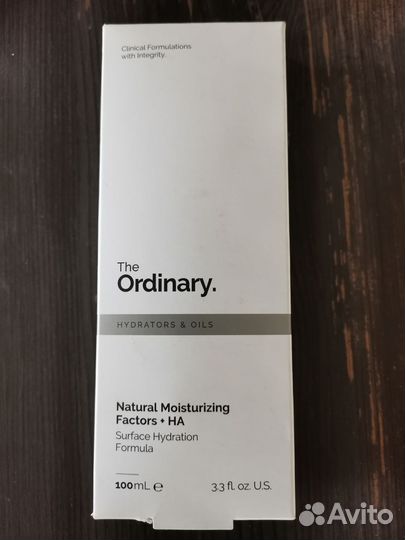 Clinical Formulations
with Integrity.
The
Ordinary.
HYDRATORS & OILS
Natural Moisturizing
Factors + HA
Surface Hydration
Formula
100mL ℮ 3.3 fl. oz. U.S.
Avito